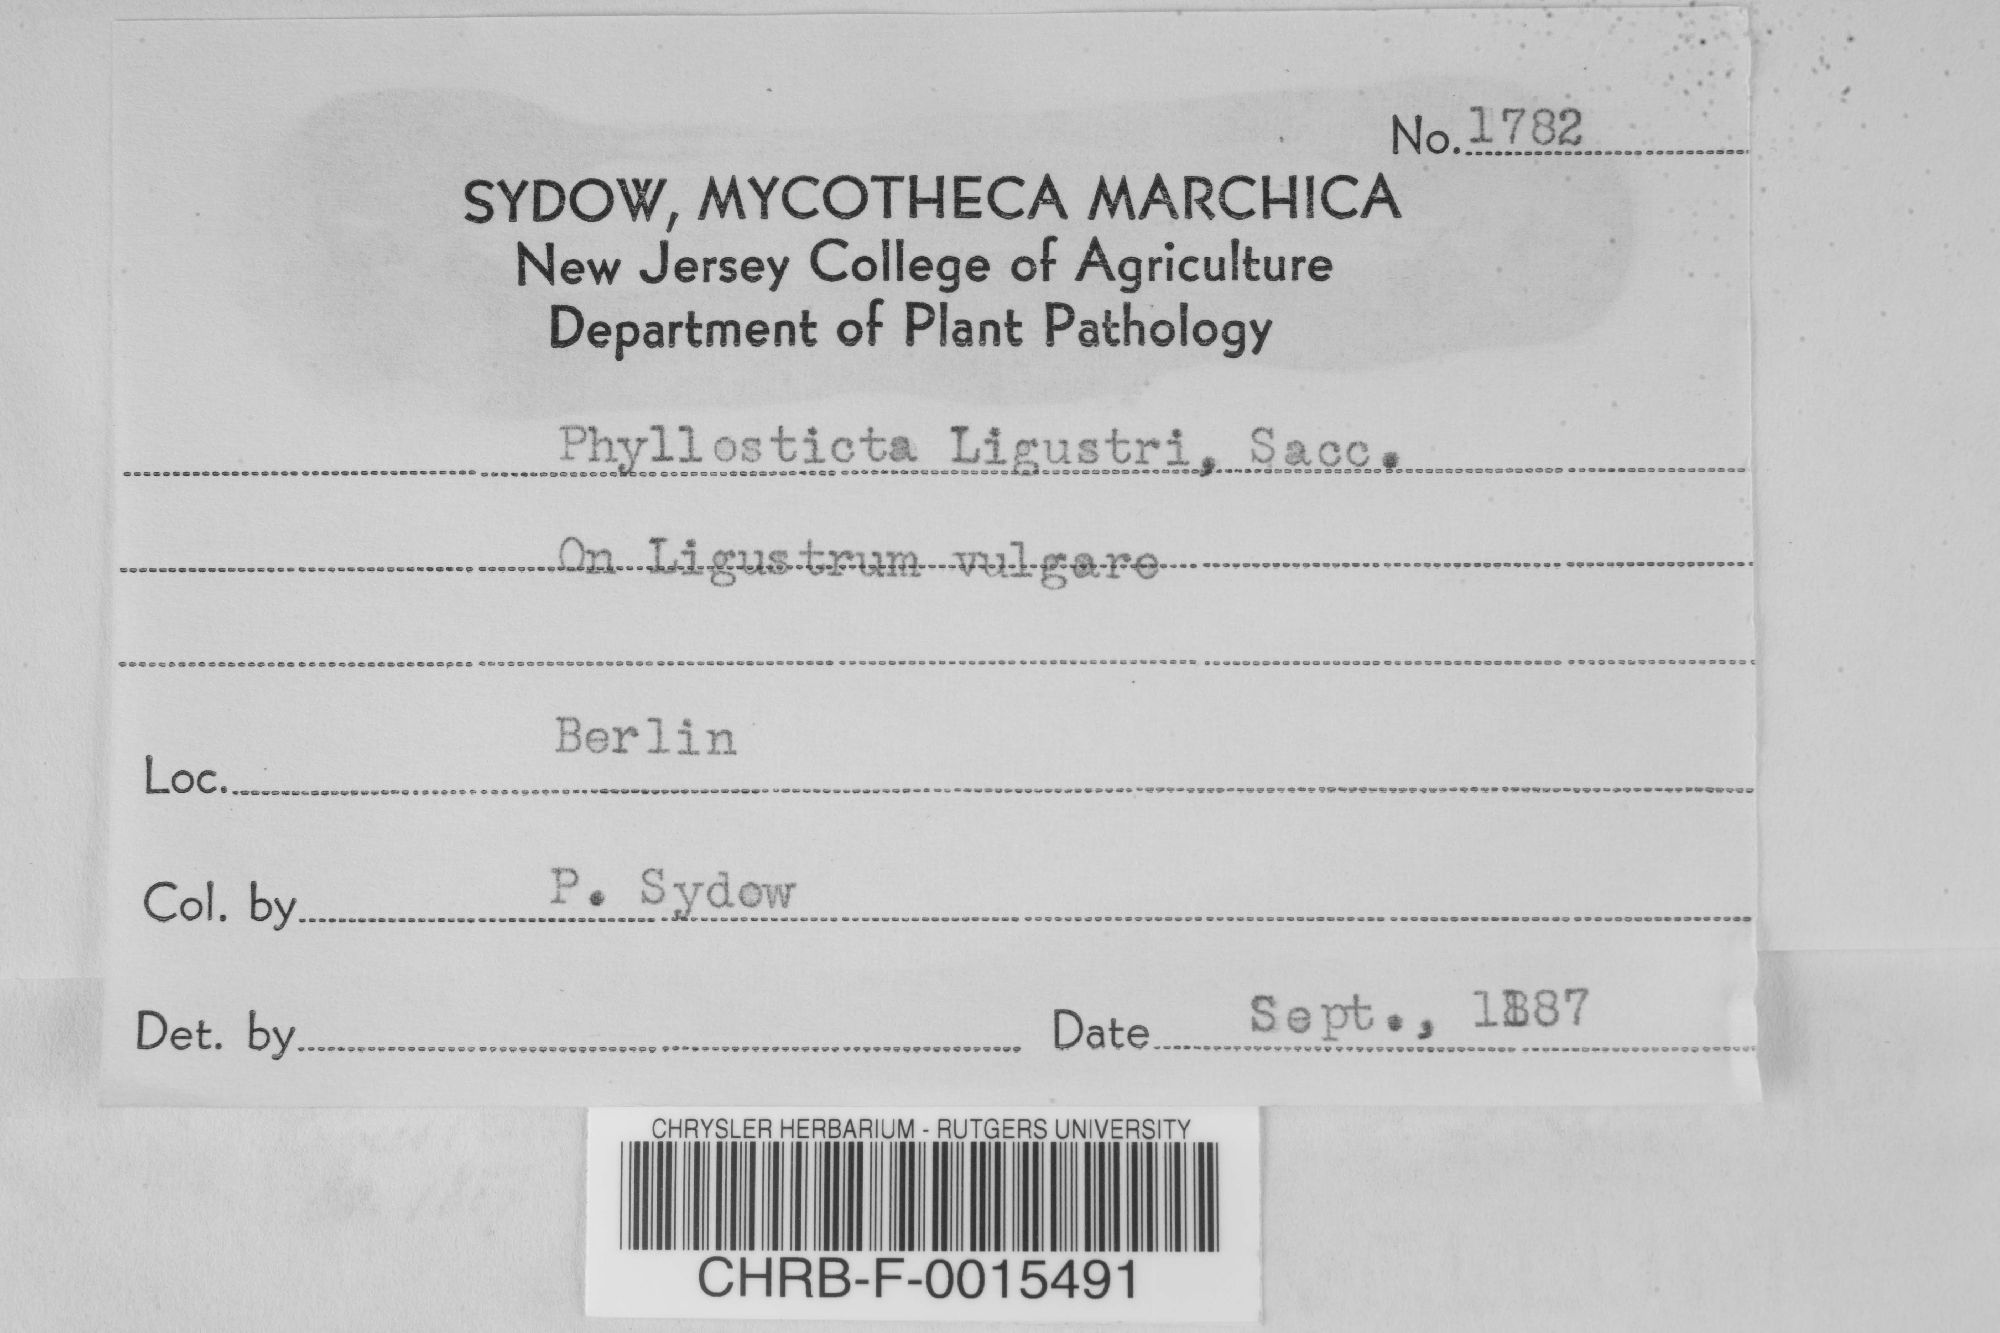 No. 1782
SYDOW, MYCOTHECA MARCHICA
New Jersey College of Agriculture
Department of Plant Pathology
Phyllosticta Ligustri, Sacc.
On Ligustrum vulgare
Loc. Berlin
Col. by P. Sydow
Det. by Date Sept., 1887
CHRYSLER HERBARIUM - RUTGERS UNIVERSITY
CHRB-F-0015491